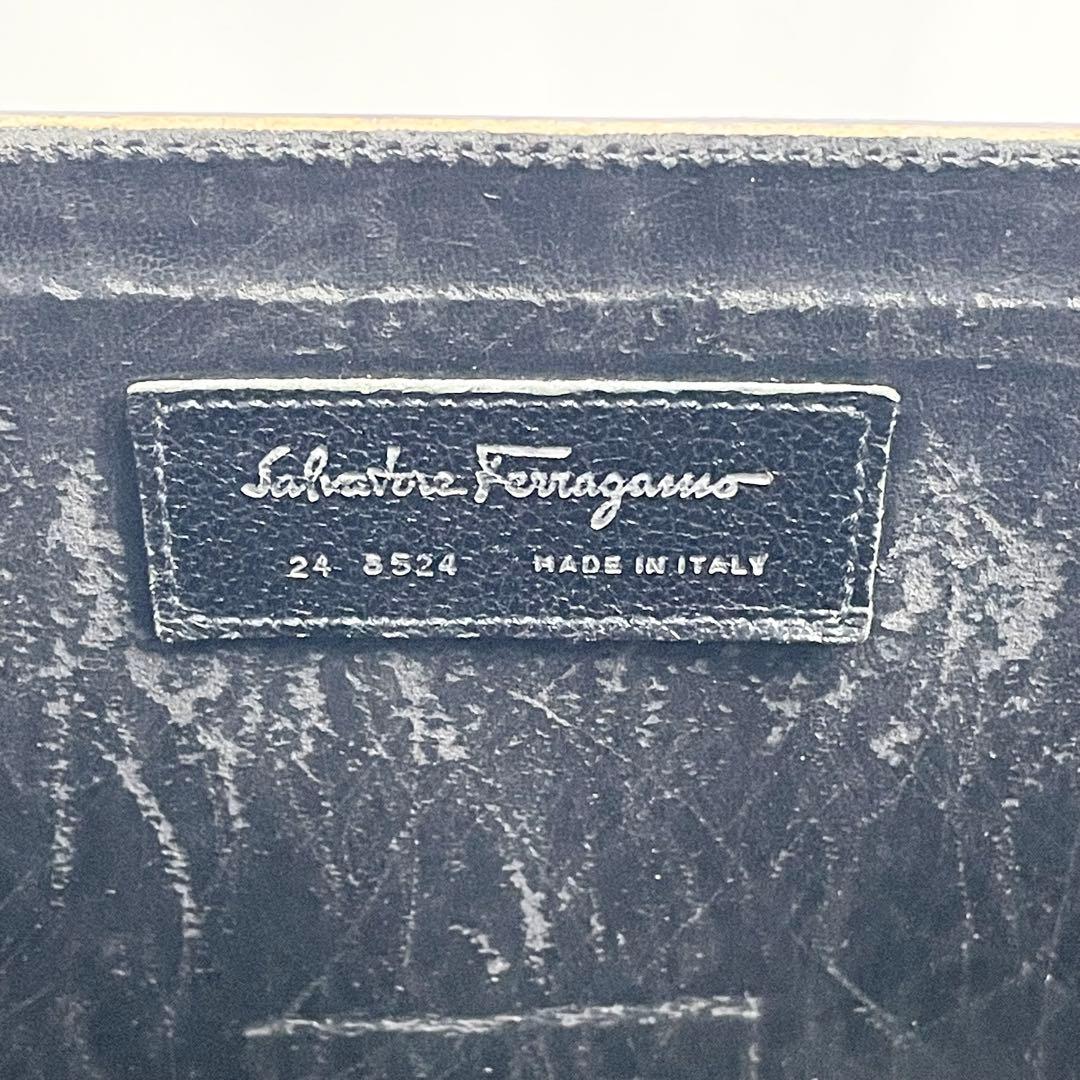 Salvatore Ferragamo
24 8524 MADE IN ITALY